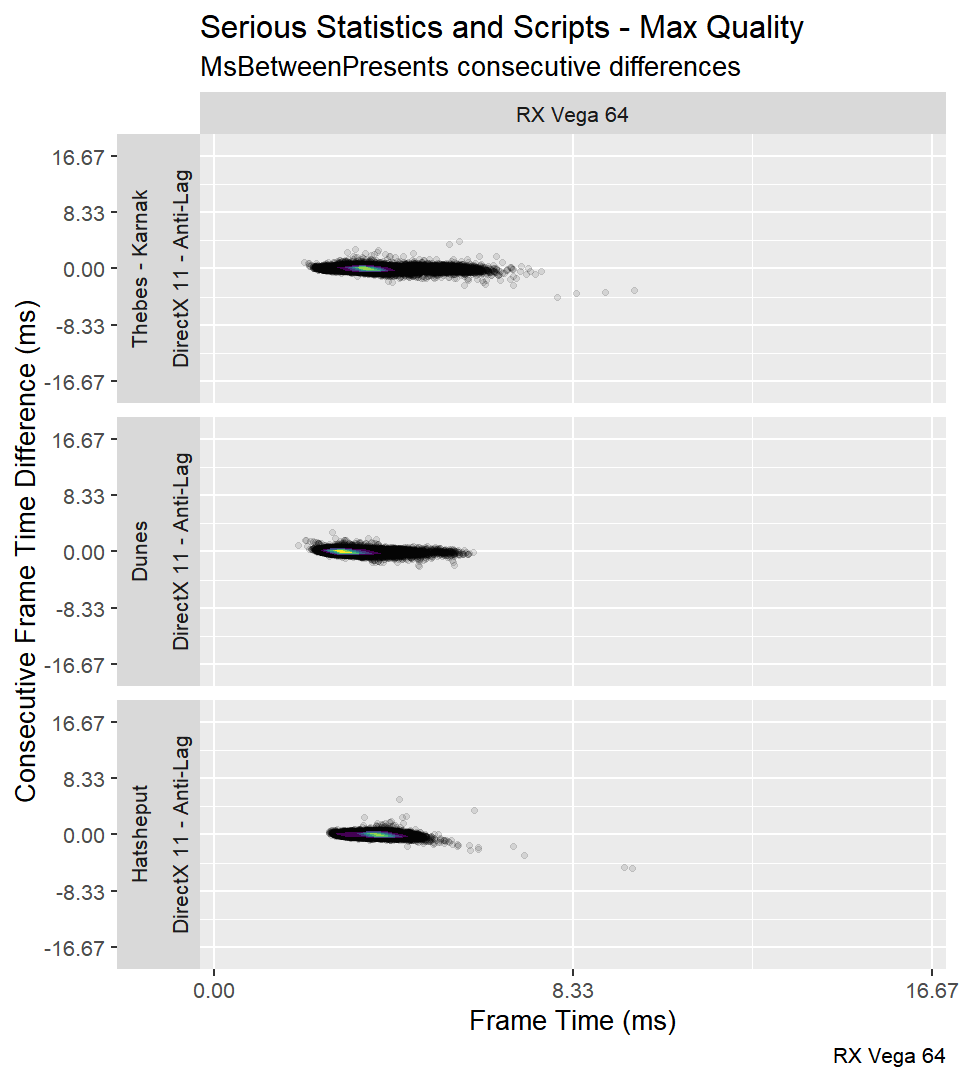 Serious Statistics and Scripts - Max Quality
MsBetweenPresents consecutive differences
RX Vega 64
Consecutive Frame Time Difference (ms)
Thebes - Karnak
DirectX 11 - Anti-Lag
16.67
8.33
0.00
-8.33
-16.67
Dunes
DirectX 11 - Anti-Lag
16.67
8.33
0.00
-8.33
-16.67
Hatsheput
DirectX 11 - Anti-Lag
16.67
8.33
0.00
-8.33
-16.67
0.00
8.33
16.67
Frame Time (ms)
RX Vega 64